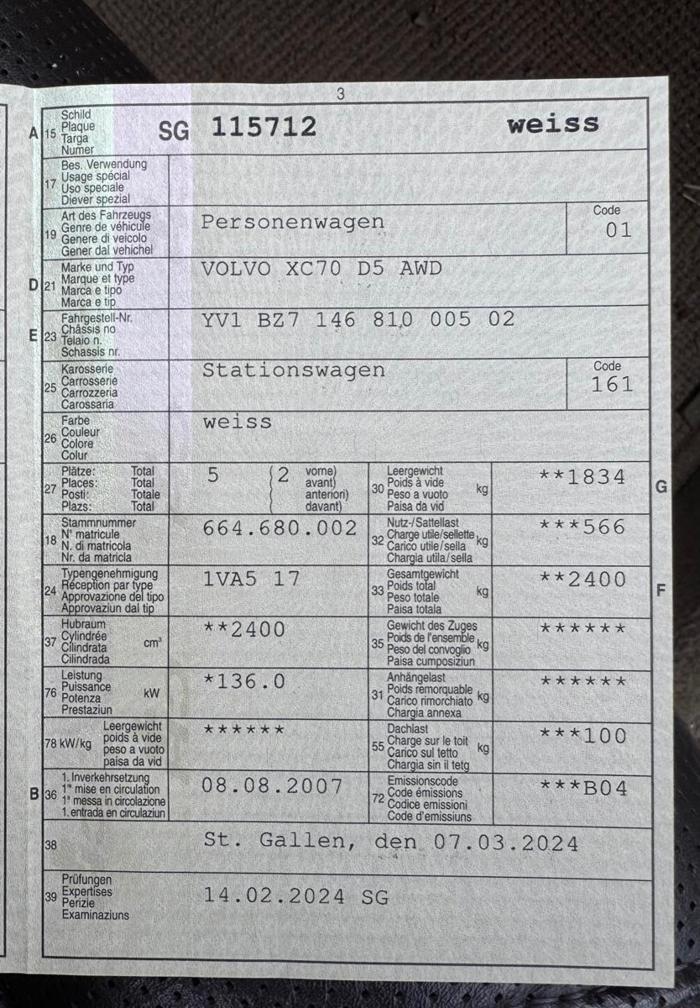 3
A 15 Schild
Plaque
Targa
Numer
SG 115712 weiss
17 Bes. Verwendung
Usage spécial
Uso speciale
Diever spezial
19 Art des Fahrzeugs
Genre de véhicule
Genere di veicolo
Gener dal vehichel
Personenwagen
Code
01
D 21 Marke und Typ
Marque et type
Marca e tipo
Marca e tip
VOLVO XC70 D5 AWD
E 23 Fahrgestell-Nr.
Châssis no
Telaio n.
Schassis nr.
YV1 BZ7 146 810 005 02
25 Karosserie
Carrosserie
Carrozzeria
Carossaria
Stationswagen
Code
161
26 Farbe
Couleur
Colore
Colur
weiss
27 Plätze: Total
Places: Total
Posti: Totale
Plazs: Total
5 2 vorne)
avant)
anteriori)
davant)
30 Leergewicht
Poids à vide
Peso a vuoto
Paisa da vid
kg
**1834
G
18 Stammnummer
N° matricule
N. di matricola
Nr. da matricla
664.680.002
32 Nutz-/Sattellast
Charge utile/sellette
Carico utile/sella
Chargia utila/sella
kg
***566
24 Typengenehmigung
Réception par type
Approvazione del tipo
Approvaziun dal tip
1VA5 17
33 Gesamtgewicht
Poids total
Peso totale
Paisa totala
kg
**2400
F
37 Hubraum
Cylindrée
Cilindrata
Cilindrada
cm³
**2400
35 Gewicht des Zuges
Poids de l'ensemble
Peso del convoglio
Paisa cumposiziun
kg
******
76 Leistung
Puissance
Potenza
Prestaziun
kW
*136.0
31 Anhängelast
Poids remorquable
Carico rimorchiato
Chargia annexa
kg
******
78 kW/kg Leergewicht
poids à vide
peso a vuoto
paisa da vid
******
55 Dachlast
Charge sur le toit
Carico sul tetto
Chargia sin il tetg
kg
***100
B 36 1. Inverkehrsetzung
1re mise en circulation
1a messa in circolazione
1. entrada en circulaziun
08.08.2007
72 Emissionscode
Code émissions
Codice emissioni
Code d'emissiuns
***B04
38 St. Gallen, den 07.03.2024
39 Prüfungen
Expertises
Perizie
Examinaziuns
14.02.2024 SG